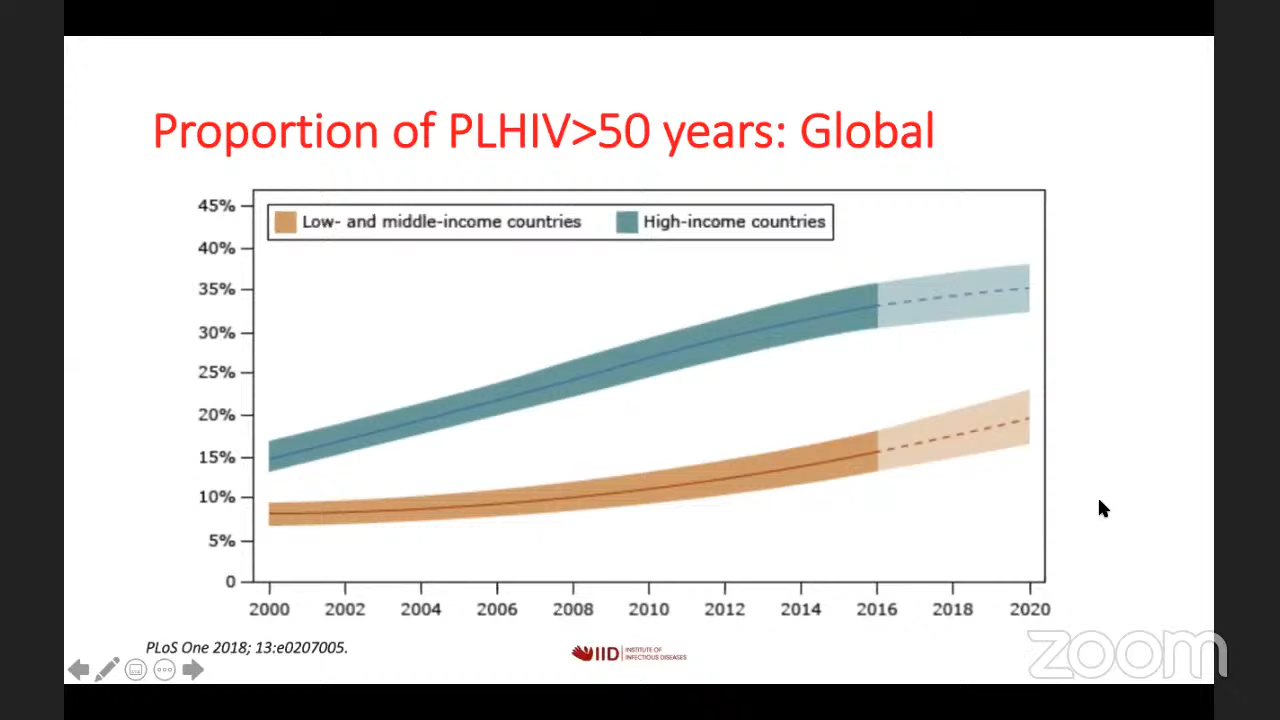 Proportion of PLHIV>50 years: Global
Low- and middle-income countries
High-income countries
45%
40%
35%
30%
25%
20%
15%
10%
5%
0
2000 2002 2004 2006 2008 2010 2012 2014 2016 2018 2020
PLoS One 2018; 13:e0207005.
IID
INSTITUTE OF
INFECTIOUS DISEASES
zoom